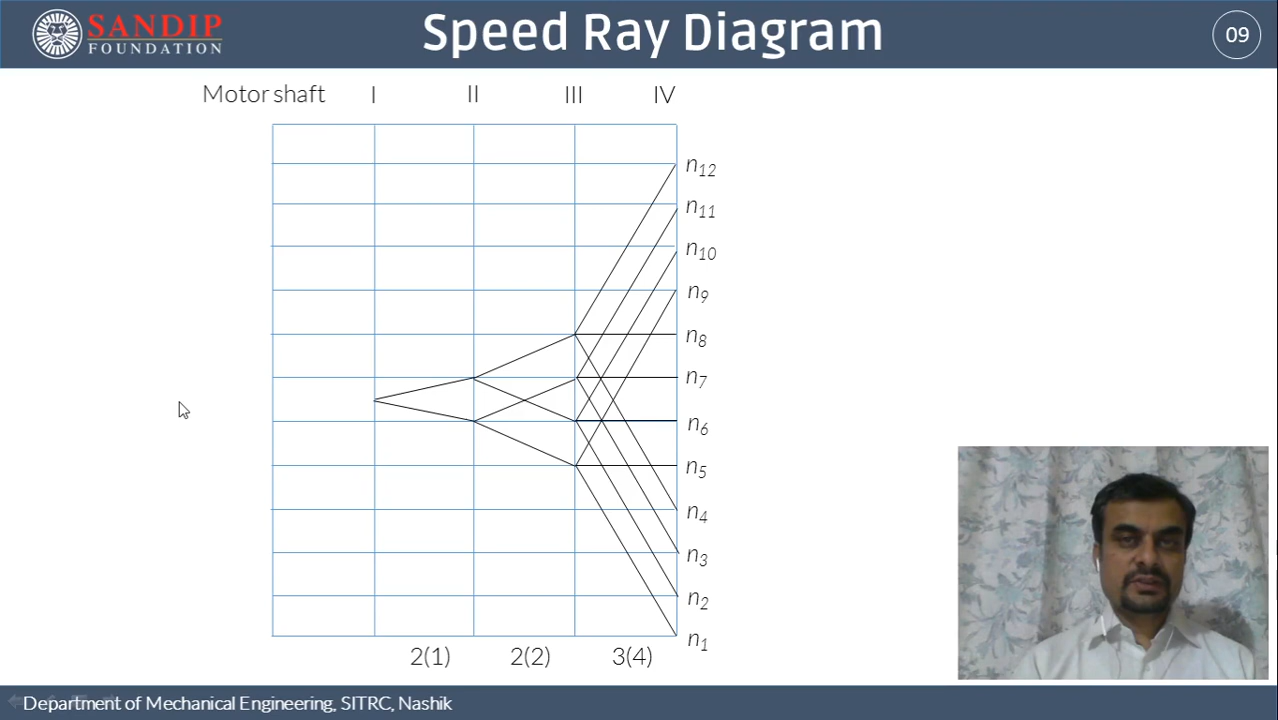 SANDIP
FOUNDATION
Speed Ray Diagram
09
Motor shaft I II III IV
n12
n11
n10
n9
n8
n7
n6
n5
n4
n3
n2
n1
2(1) 2(2) 3(4)
Department of Mechanical Engineering, SITRC, Nashik